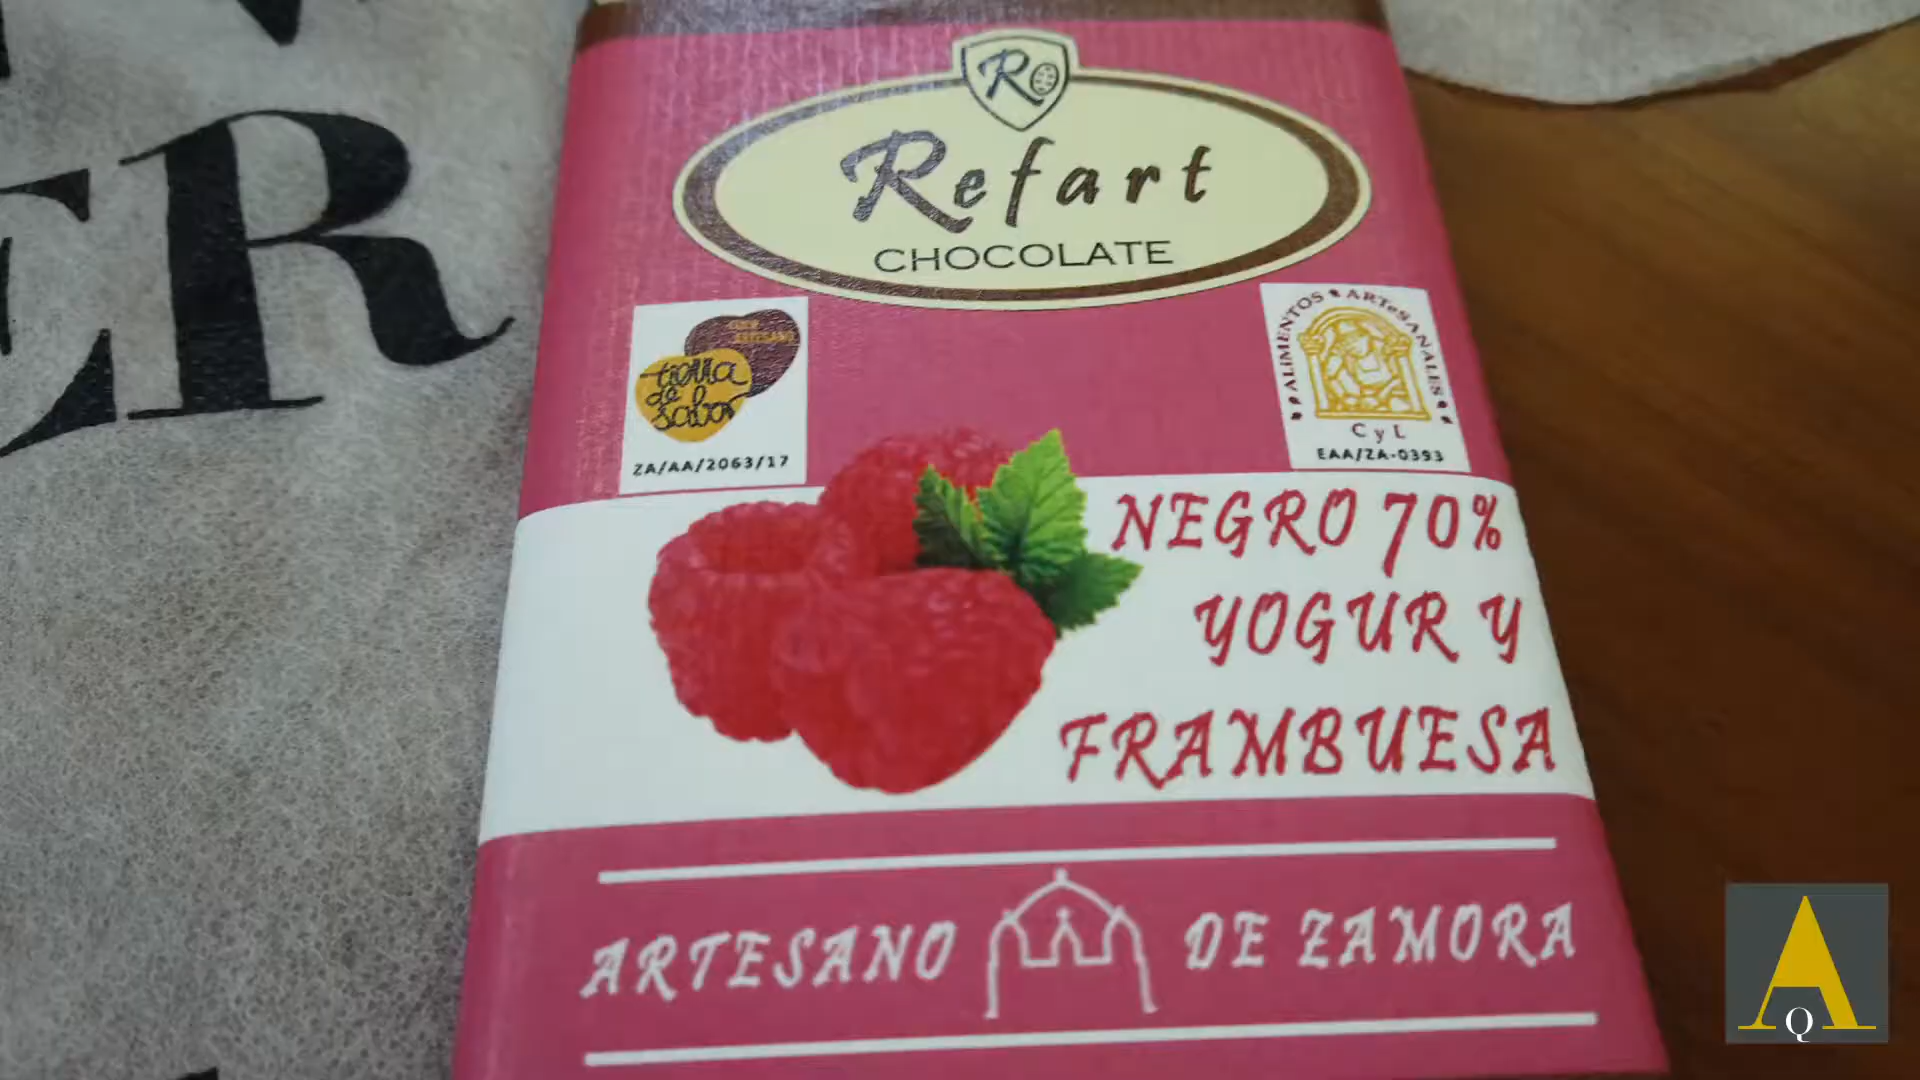 ER
R
Refart
CHOCOLATE
tierra
de
sabor
ZA/AA/2063/17
ALIMENTOS ARTeSANALES
CyL
EAA/ZA-0393
NEGRO 70%
YOGUR Y
FRAMBUESA
ARTESANO DE ZAMORA
A
Q